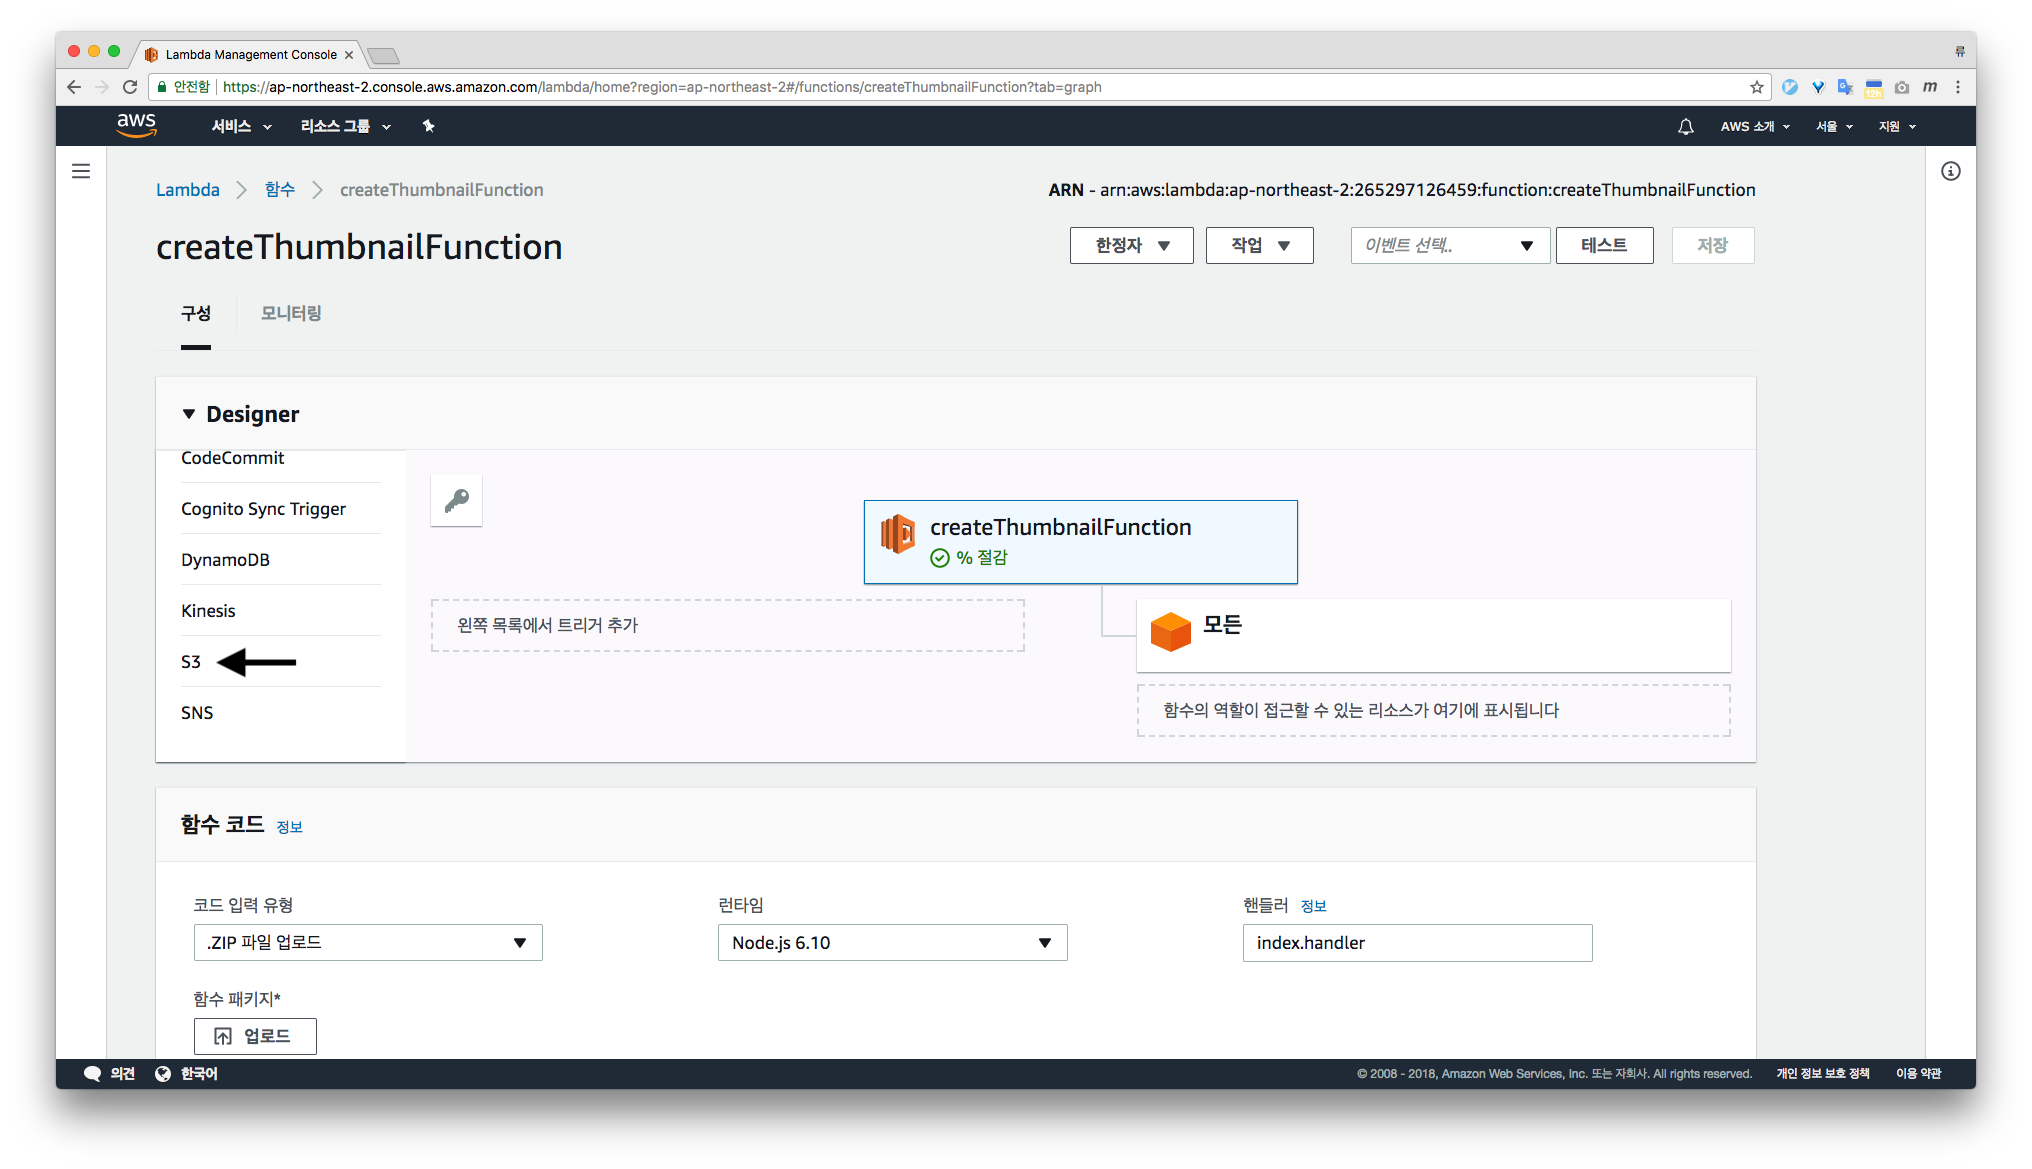 Lambda Management Console
류
안전함 https://ap-northeast-2.console.aws.amazon.com/lambda/home?region=ap-northeast-2#/functions/createThumbnailFunction?tab=graph
12h
m
aws 서비스 리소스 그룹 AWS 소개 서울 지원
Lambda 함수 createThumbnailFunction
ARN - arn:aws:lambda:ap-northeast-2:265297126459:function:createThumbnailFunction
createThumbnailFunction
한정자 작업 이벤트 선택.. 테스트 저장
구성 모니터링
Designer
CodeCommit
Cognito Sync Trigger
DynamoDB
Kinesis
S3
SNS
createThumbnailFunction
% 절감
왼쪽 목록에서 트리거 추가
모든
함수의 역할이 접근할 수 있는 리소스가 여기에 표시됩니다
함수 코드 정보
코드 입력 유형 런타임 핸들러 정보
.ZIP 파일 업로드 Node.js 6.10 index.handler
함수 패키지*
업로드
의견 한국어 © 2008 - 2018, Amazon Web Services, Inc. 또는 자회사. All rights reserved. 개인 정보 보호 정책 이용 약관